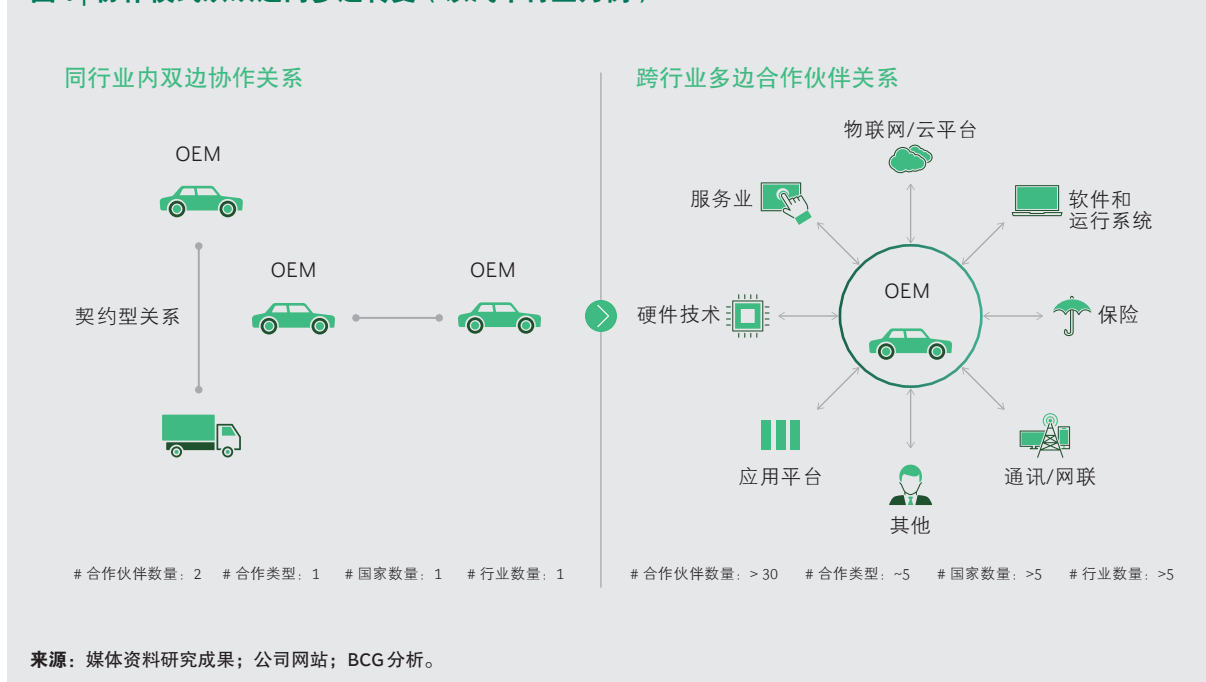 同行业内双边协作关系
OEM
OEM
OEM
契约型关系
跨行业多边合作伙伴关系
物联网/云平台
服务业
软件和
运行系统
OEM
硬件技术
保险
应用平台
通讯/网联
其他
# 合作伙伴数量：2 # 合作类型：1 # 国家数量：1 # 行业数量：1
# 合作伙伴数量：> 30 # 合作类型：~5 # 国家数量：>5 # 行业数量：>5
来源：媒体资料研究成果；公司网站；BCG 分析。